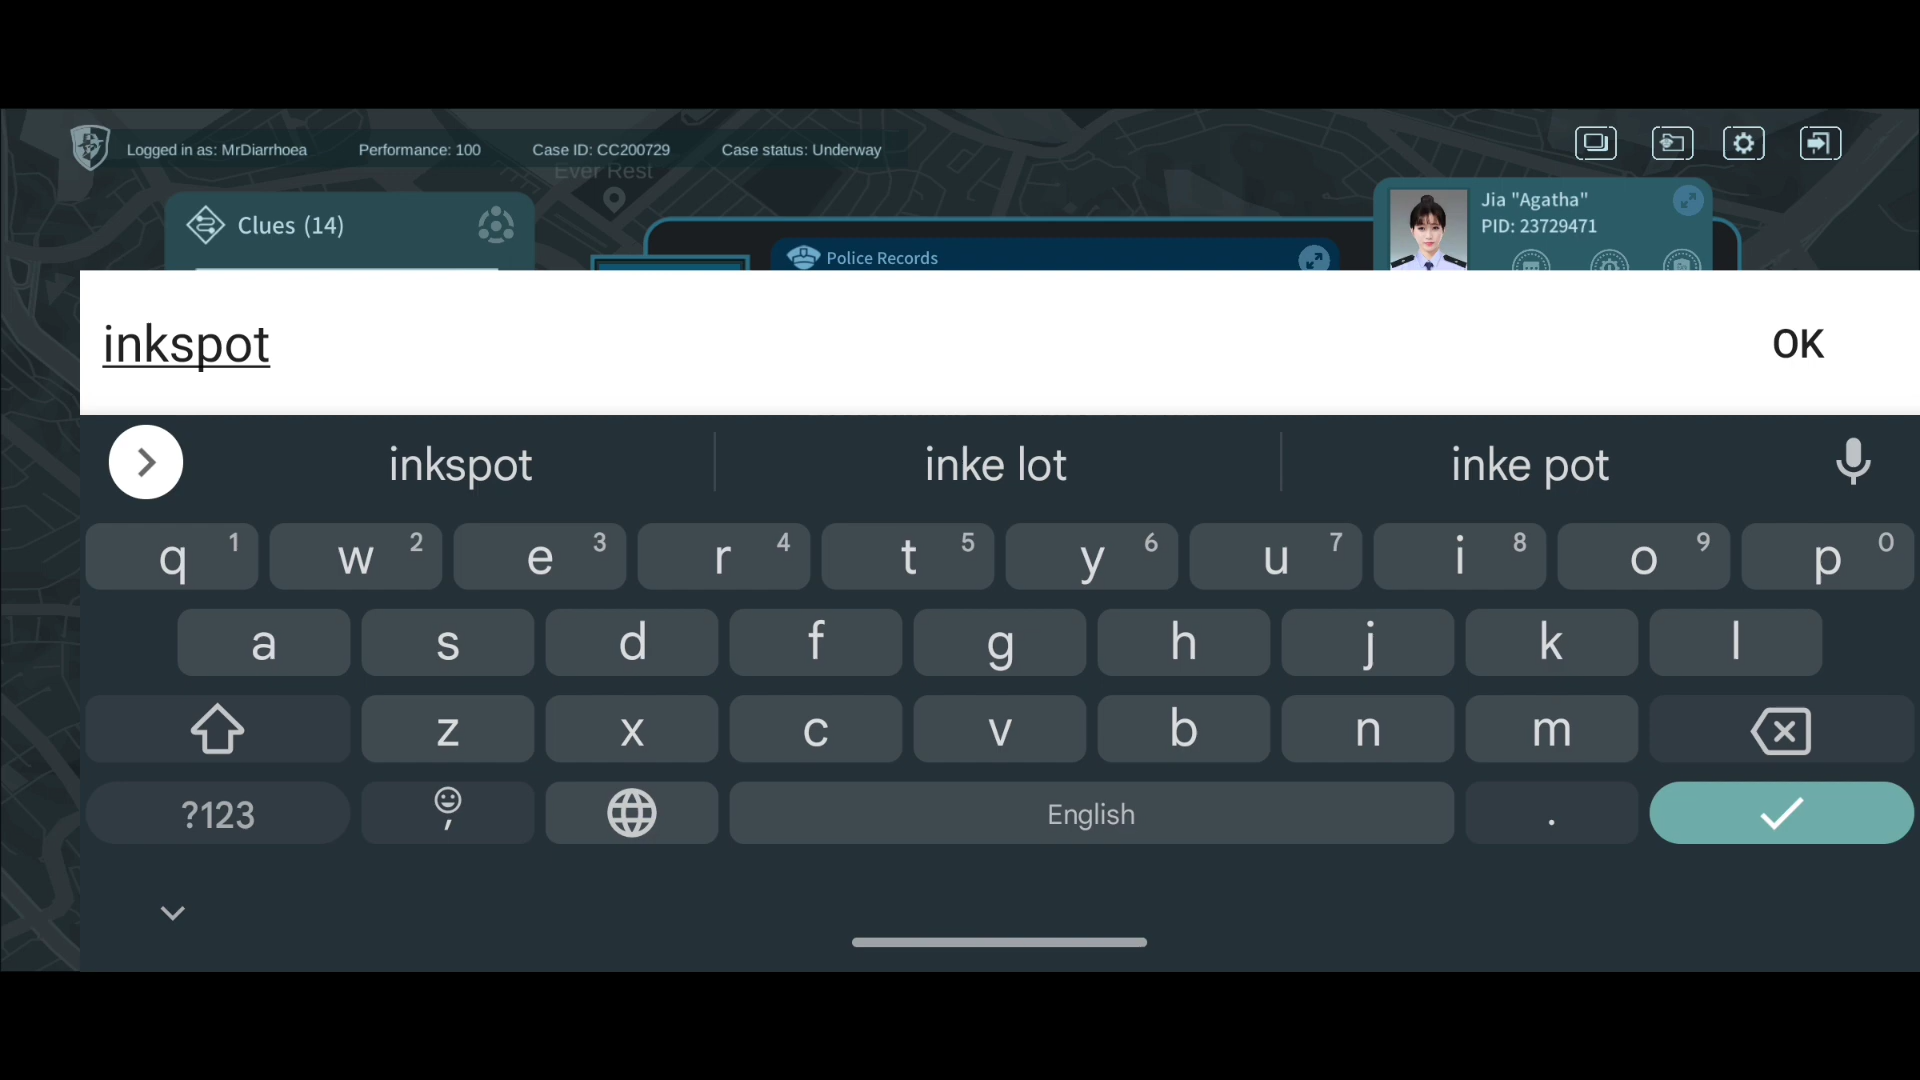 Logged in as: MrDiarrhoea Performance: 100 Case ID: CC200729 Case status: Underway
Ever Rest
Clues (14)
Jia "Agatha"
PID: 23729471
Police Records
inkspot
OK
inkspot inke lot inke pot
q 1 w 2 e 3 r 4 t 5 y 6 u 7 i 8 o 9 p 0
a s d f g h j k l
z x c v b n m
?123 , English .